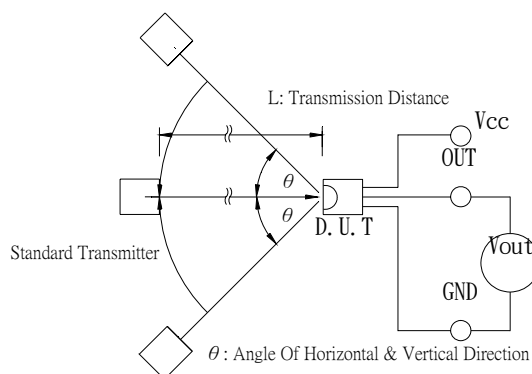 L: Transmission Distance
Vcc
OUT
θ
θ
D. U. T
Standard Transmitter
Vout
GND
θ : Angle Of Horizontal & Vertical Direction